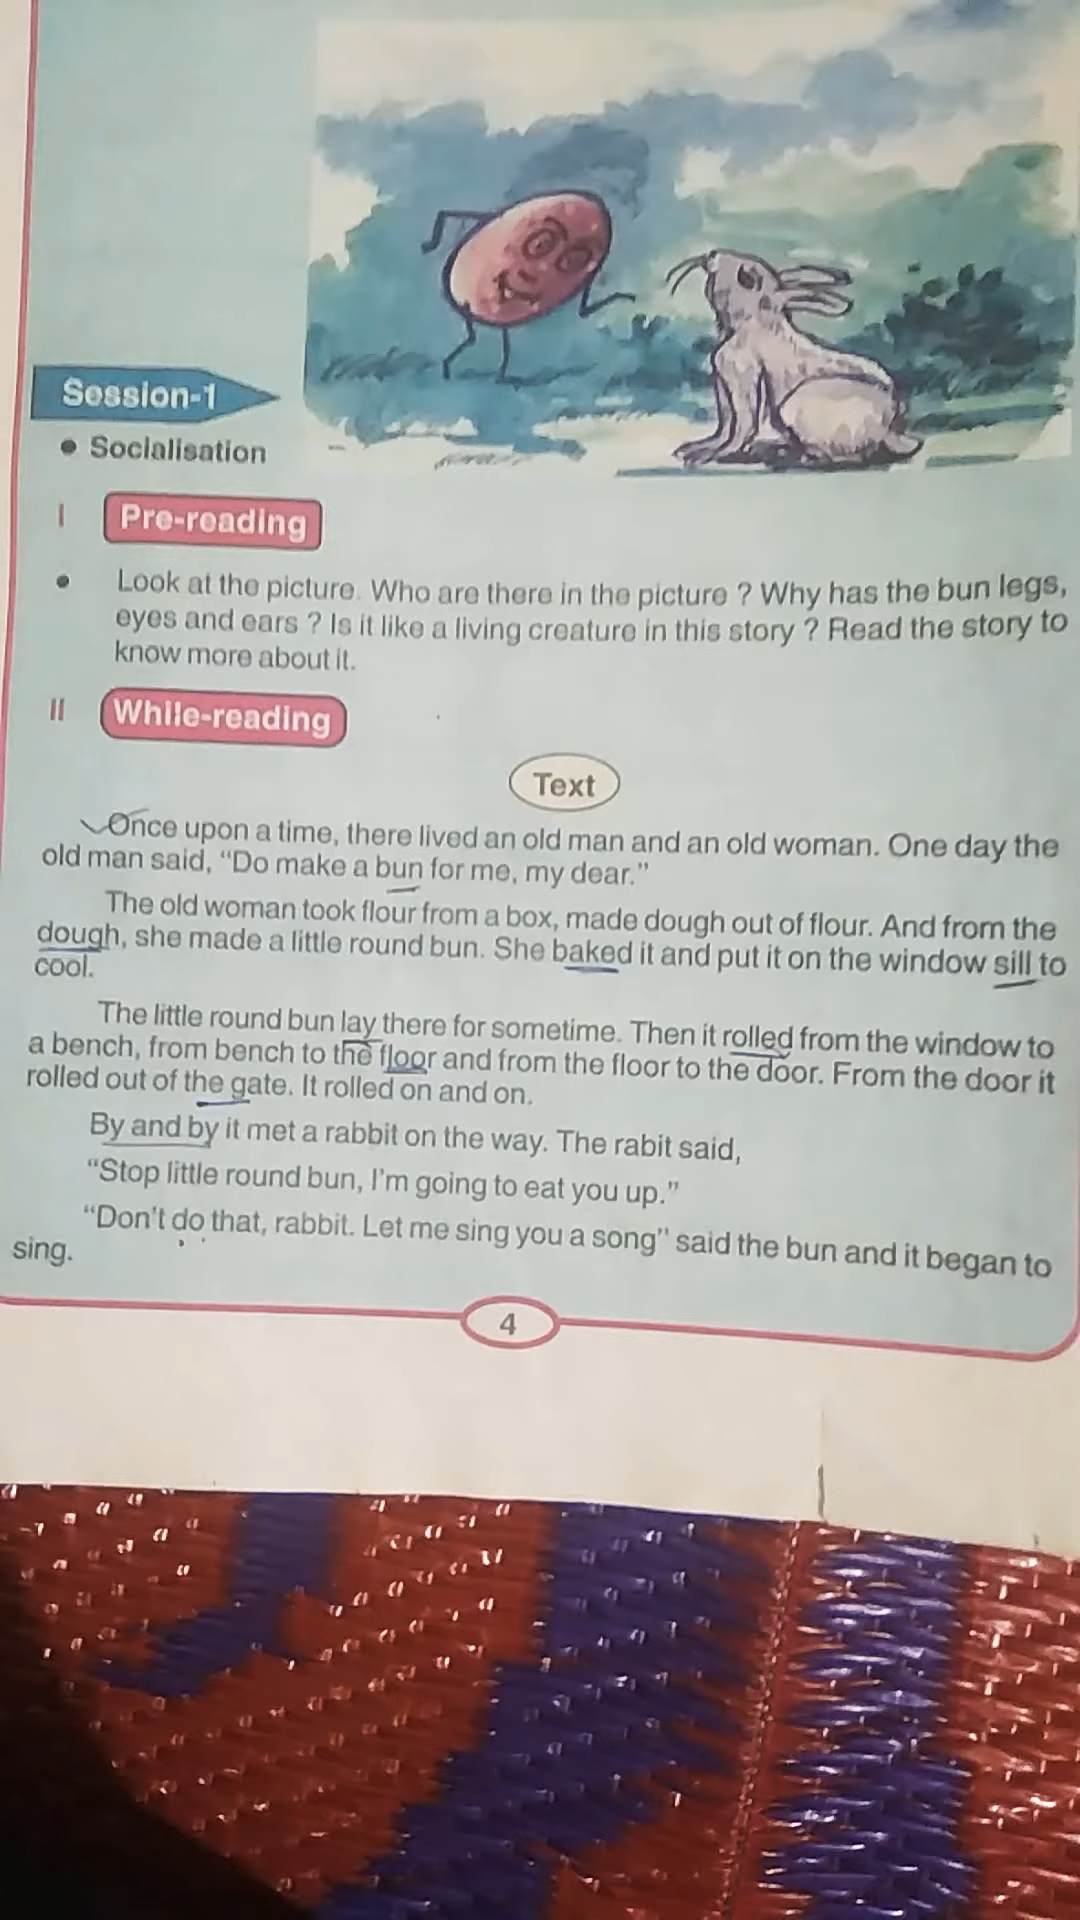 Session-1
• Socialisation
I Pre-reading
• Look at the picture. Who are there in the picture ? Why has the bun legs,
eyes and ears ? Is it like a living creature in this story ? Read the story to
know more about it.
II While-reading
Text
Once upon a time, there lived an old man and an old woman. One day the
old man said, “Do make a bun for me, my dear.”
The old woman took flour from a box, made dough out of flour. And from the
dough, she made a little round bun. She baked it and put it on the window sill to
cool.
The little round bun lay there for sometime. Then it rolled from the window to
a bench, from bench to the floor and from the floor to the door. From the door it
rolled out of the gate. It rolled on and on.
By and by it met a rabbit on the way. The rabit said,
“Stop little round bun, I'm going to eat you up.”
“Don't do that, rabbit. Let me sing you a song” said the bun and it began to
sing.
4